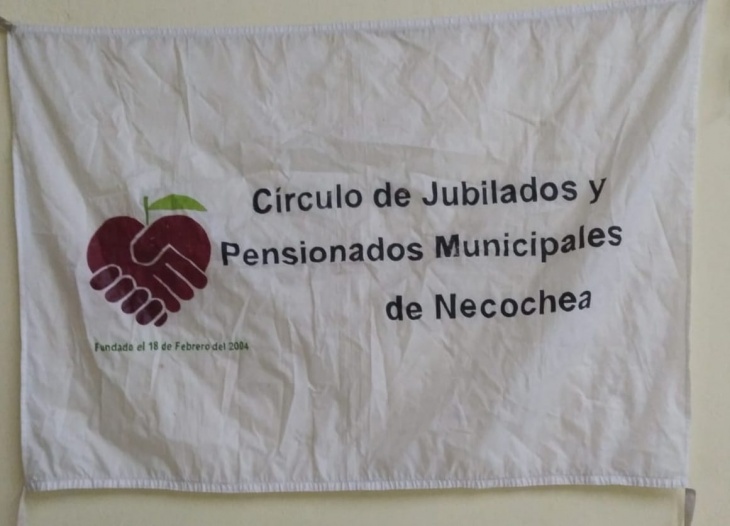 Círculo de Jubilados y
Pensionados Municipales
de Necochea
Fundado el 18 de Febrero del 2004